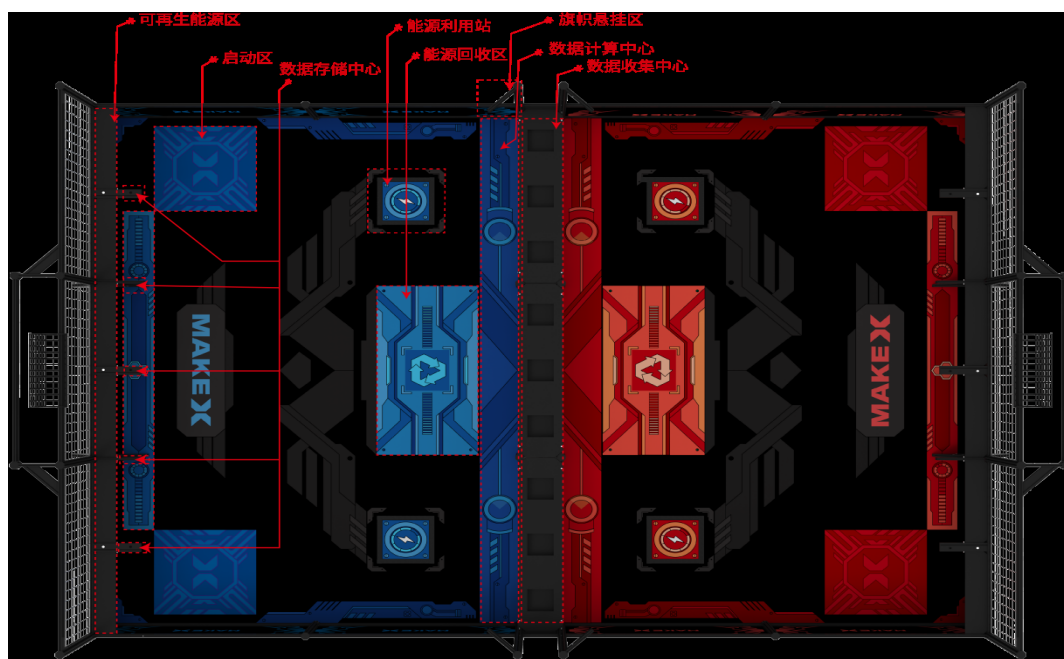 可再生能源区
启动区
数据存储中心
能源利用站
能源回收区
旗帜悬挂区
数据计算中心
数据收集中心
MAKEX
MAKEX